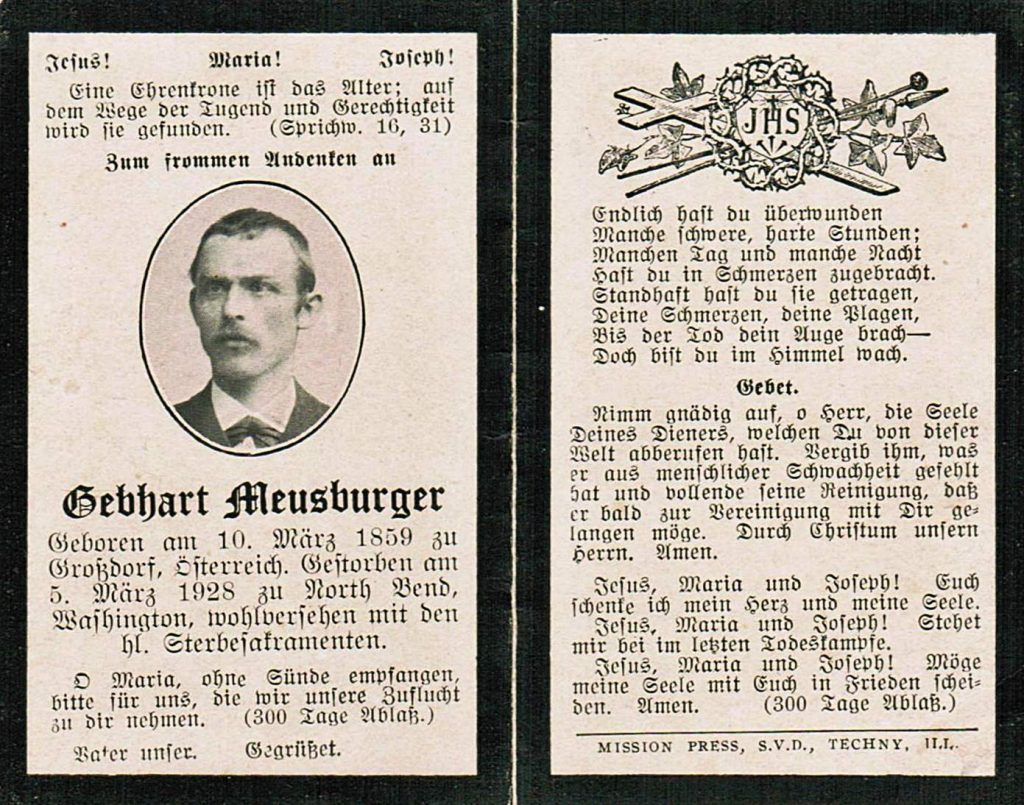 Jesus! Maria! Joseph!
Eine Ehrenkrone ist das Alter; auf
dem Wege der Tugend und Gerechtigkeit
wird sie gefunden. (Sprichw. 16, 31)
Zum frommen Andenken an
Gebhart Meusburger
Geboren am 10. März 1859 zu
Großdorf, Österreich. Gestorben am
5. März 1928 zu North Bend,
Washington, wohlversehen mit den
hl. Sterbesakramenten.
O Maria, ohne Sünde empfangen,
bitte für uns, die wir unsere Zuflucht
zu dir nehmen. (300 Tage Ablaß.)
Vater unser. Gegrüßet.
JHS
Endlich hast du überwunden
Manche schwere, harte Stunden;
Manchen Tag und manche Nacht
Hast du in Schmerzen zugebracht.
Standhaft hast du sie getragen,
Deine Schmerzen, deine Plagen,
Bis der Tod dein Auge brach—
Doch bist du im Himmel wach.
Gebet.
Nimm gnädig auf, o Herr, die Seele
Deines Dieners, welchen Du von dieser
Welt abberufen hast. Vergib ihm, was
er aus menschlicher Schwachheit gefehlt
hat und vollende seine Reinigung, daß
er bald zur Vereinigung mit Dir ge-
langen möge. Durch Christum unsern
Herrn. Amen.
Jesus, Maria und Joseph! Euch
schenke ich mein Herz und meine Seele.
Jesus, Maria und Joseph! Stehet
mir bei im letzten Todeskampfe.
Jesus, Maria und Joseph! Möge
meine Seele mit Euch in Frieden schei-
den. Amen. (300 Tage Ablaß.)
MISSION PRESS, S.V.D., TECHNY, ILL.